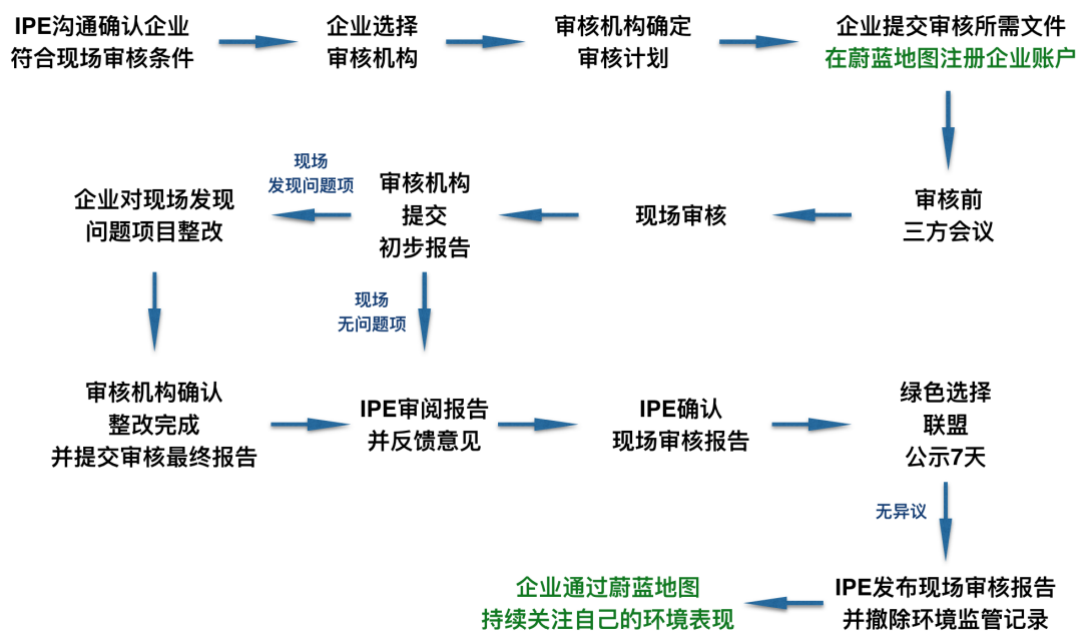 IPE沟通确认企业
符合现场审核条件
企业选择
审核机构
审核机构确定
审核计划
企业提交审核所需文件
在蔚蓝地图注册企业账户
审核前
三方会议
现场审核
审核机构
提交
初步报告
现场
发现问题项
企业对现场发现
问题项目整改
现场
无问题项
审核机构确认
整改完成
并提交审核最终报告
IPE审阅报告
并反馈意见
IPE确认
现场审核报告
绿色选择
联盟
公示7天
无异议
IPE发布现场审核报告
并撤除环境监管记录
企业通过蔚蓝地图
持续关注自己的环境表现